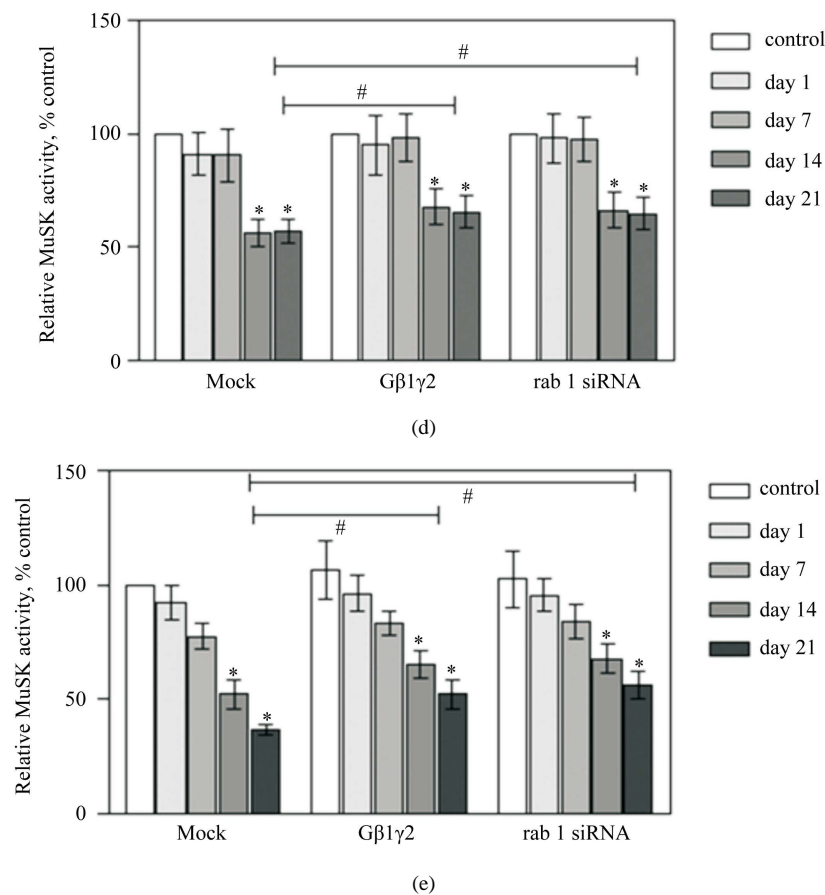 150
100
50
0
Relative MuSK activity, % control
#
#
* *
* *
* *
Mock
Gβ1γ2
rab 1 siRNA
control
day 1
day 7
day 14
day 21
(d)
150
100
50
0
Relative MuSK activity, % control
#
#
*
*
*
*
*
*
Mock
Gβ1γ2
rab 1 siRNA
control
day 1
day 7
day 14
day 21
(e)